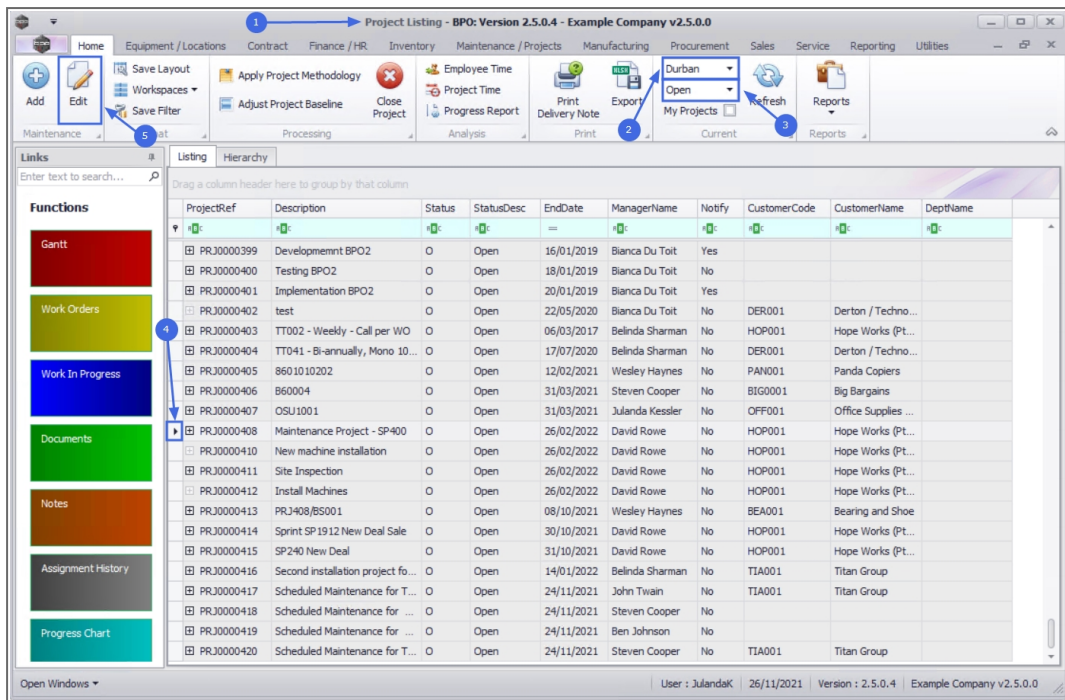 1
Project Listing - BPO: Version 2.5.0.4 - Example Company v2.5.0.0
Home Equipment / Locations Contract Finance / HR Inventory Maintenance / Projects Manufacturing Procurement Sales Service Reporting Utilities
Add
Edit
Save Layout
Workspaces
Save Filter
Apply Project Methodology
Adjust Project Baseline
Close Project
Employee Time
Project Time
Progress Report
Print Delivery Note
Export
Durban
Open
My Projects
Refresh
Reports
2
3
5
Maintenance Processing Analysis Print Current Reports
Links
Enter text to search...
Functions
Gantt
Work Orders
Work In Progress
Documents
Notes
Assignment History
Progress Chart
4
Listing Hierarchy
Drag a column header here to group by that column
ProjectRef Description Status StatusDesc EndDate ManagerName Notify CustomerCode CustomerName DeptName
PRJ0000399 Developmemnt BPO2 O Open 16/01/2019 Bianca Du Toit Yes
PRJ0000400 Testing BPO2 O Open 18/01/2019 Bianca Du Toit No
PRJ0000401 Implementation BPO2 O Open 20/01/2019 Bianca Du Toit Yes
PRJ0000402 test O Open 22/05/2020 Bianca Du Toit No DER001 Derton / Techno...
PRJ0000403 TT002 - Weekly - Call per WO O Open 06/03/2017 Belinda Sharman No HOP001 Hope Works (Pt...
PRJ0000404 TT041 - Bi-annually, Mono 10... O Open 17/07/2020 Belinda Sharman No DER001 Derton / Techno...
PRJ0000405 8601010202 O Open 12/02/2021 Wesley Haynes No PAN001 Panda Copiers
PRJ0000406 B60004 O Open 31/03/2021 Steven Cooper No BIG0001 Big Bargains
PRJ0000407 OSU1001 O Open 31/03/2021 Julanda Kessler No OFF001 Office Supplies ...
PRJ0000408 Maintenance Project - SP400 O Open 26/02/2022 David Rowe No HOP001 Hope Works (Pt...
PRJ0000410 New machine installation O Open 26/02/2022 David Rowe No HOP001 Hope Works (Pt...
PRJ0000411 Site Inspection O Open 26/02/2022 David Rowe No HOP001 Hope Works (Pt...
PRJ0000412 Install Machines O Open 26/02/2022 David Rowe No HOP001 Hope Works (Pt...
PRJ0000413 PRJ408/BS001 O Open 08/10/2021 Wesley Haynes No BEA001 Bearing and Shoe
PRJ0000414 Sprint SP1912 New Deal Sale O Open 30/10/2021 David Rowe No HOP001 Hope Works (Pt...
PRJ0000415 SP240 New Deal O Open 31/10/2021 David Rowe No HOP001 Hope Works (Pt...
PRJ0000416 Second installation project fo... O Open 14/01/2022 Belinda Sharman No TIA001 Titan Group
PRJ0000417 Scheduled Maintenance for T... O Open 24/11/2021 John Twain No TIA001 Titan Group
PRJ0000418 Scheduled Maintenance for ... O Open 24/11/2021 Steven Cooper No
PRJ0000419 Scheduled Maintenance for ... O Open 24/11/2021 Ben Johnson No
PRJ0000420 Scheduled Maintenance for T... O Open 24/11/2021 Steven Cooper No TIA001 Titan Group
Open Windows User : JulandaK 26/11/2021 Version : 2.5.0.4 Example Company v2.5.0.0